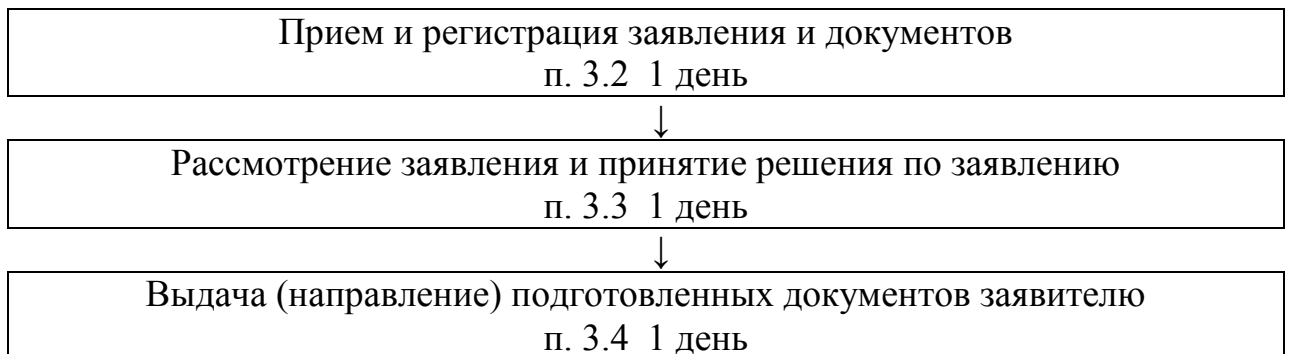 Прием и регистрация заявления и документов
п. 3.2 1 день
↓
Рассмотрение заявления и принятие решения по заявлению
п. 3.3 1 день
↓
Выдача (направление) подготовленных документов заявителю
п. 3.4 1 день